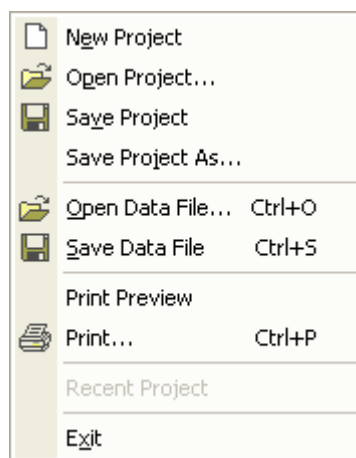 New Project
Open Project...
Save Project
Save Project As...
Open Data File... Ctrl+O
Save Data File Ctrl+S
Print Preview
Print... Ctrl+P
Recent Project
Exit